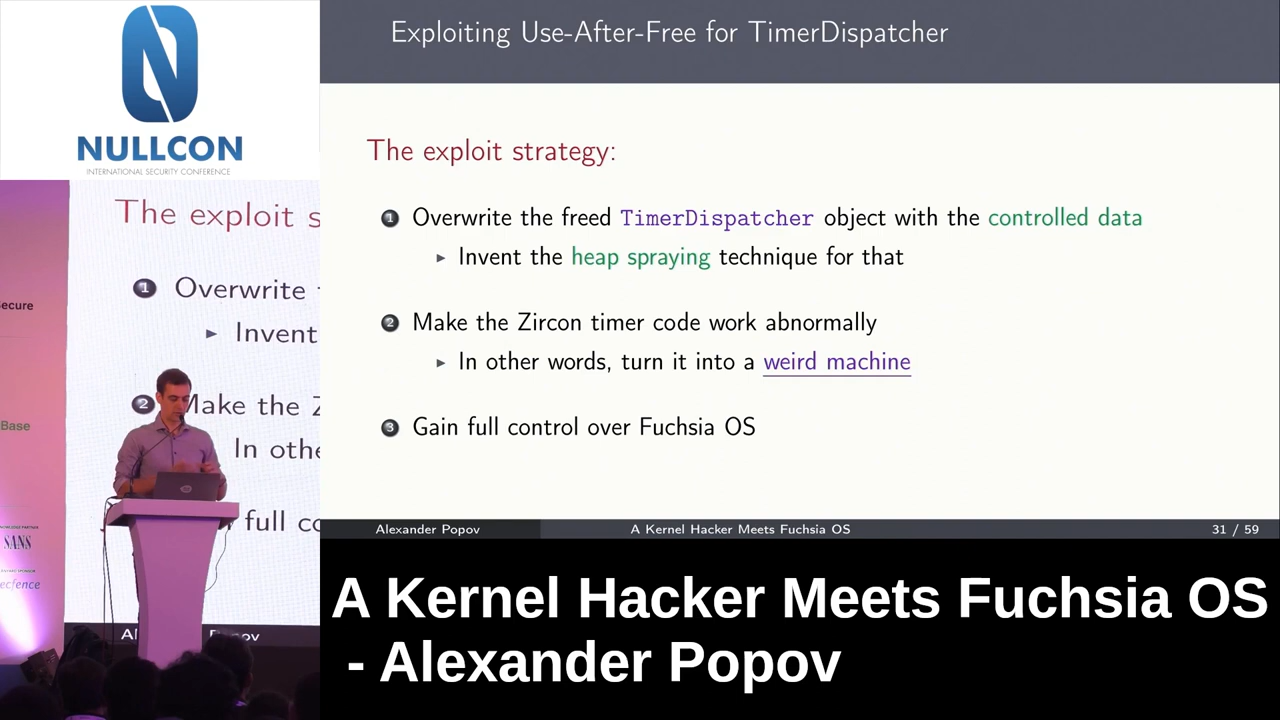 NULLCON
INTERNATIONAL SECURITY CONFERENCE
Exploiting Use-After-Free for TimerDispatcher
The exploit strategy:
1 Overwrite the freed TimerDispatcher object with the controlled data
▸ Invent the heap spraying technique for that
2 Make the Zircon timer code work abnormally
▸ In other words, turn it into a weird machine
3 Gain full control over Fuchsia OS
Alexander Popov A Kernel Hacker Meets Fuchsia OS 31 / 59
The exploit s
1 Overwrite
▸ Invent
2 Make the Z
In othe
full co
Popov
ecure
Base
SANS
ecfence
A Kernel Hacker Meets Fuchsia OS
- Alexander Popov